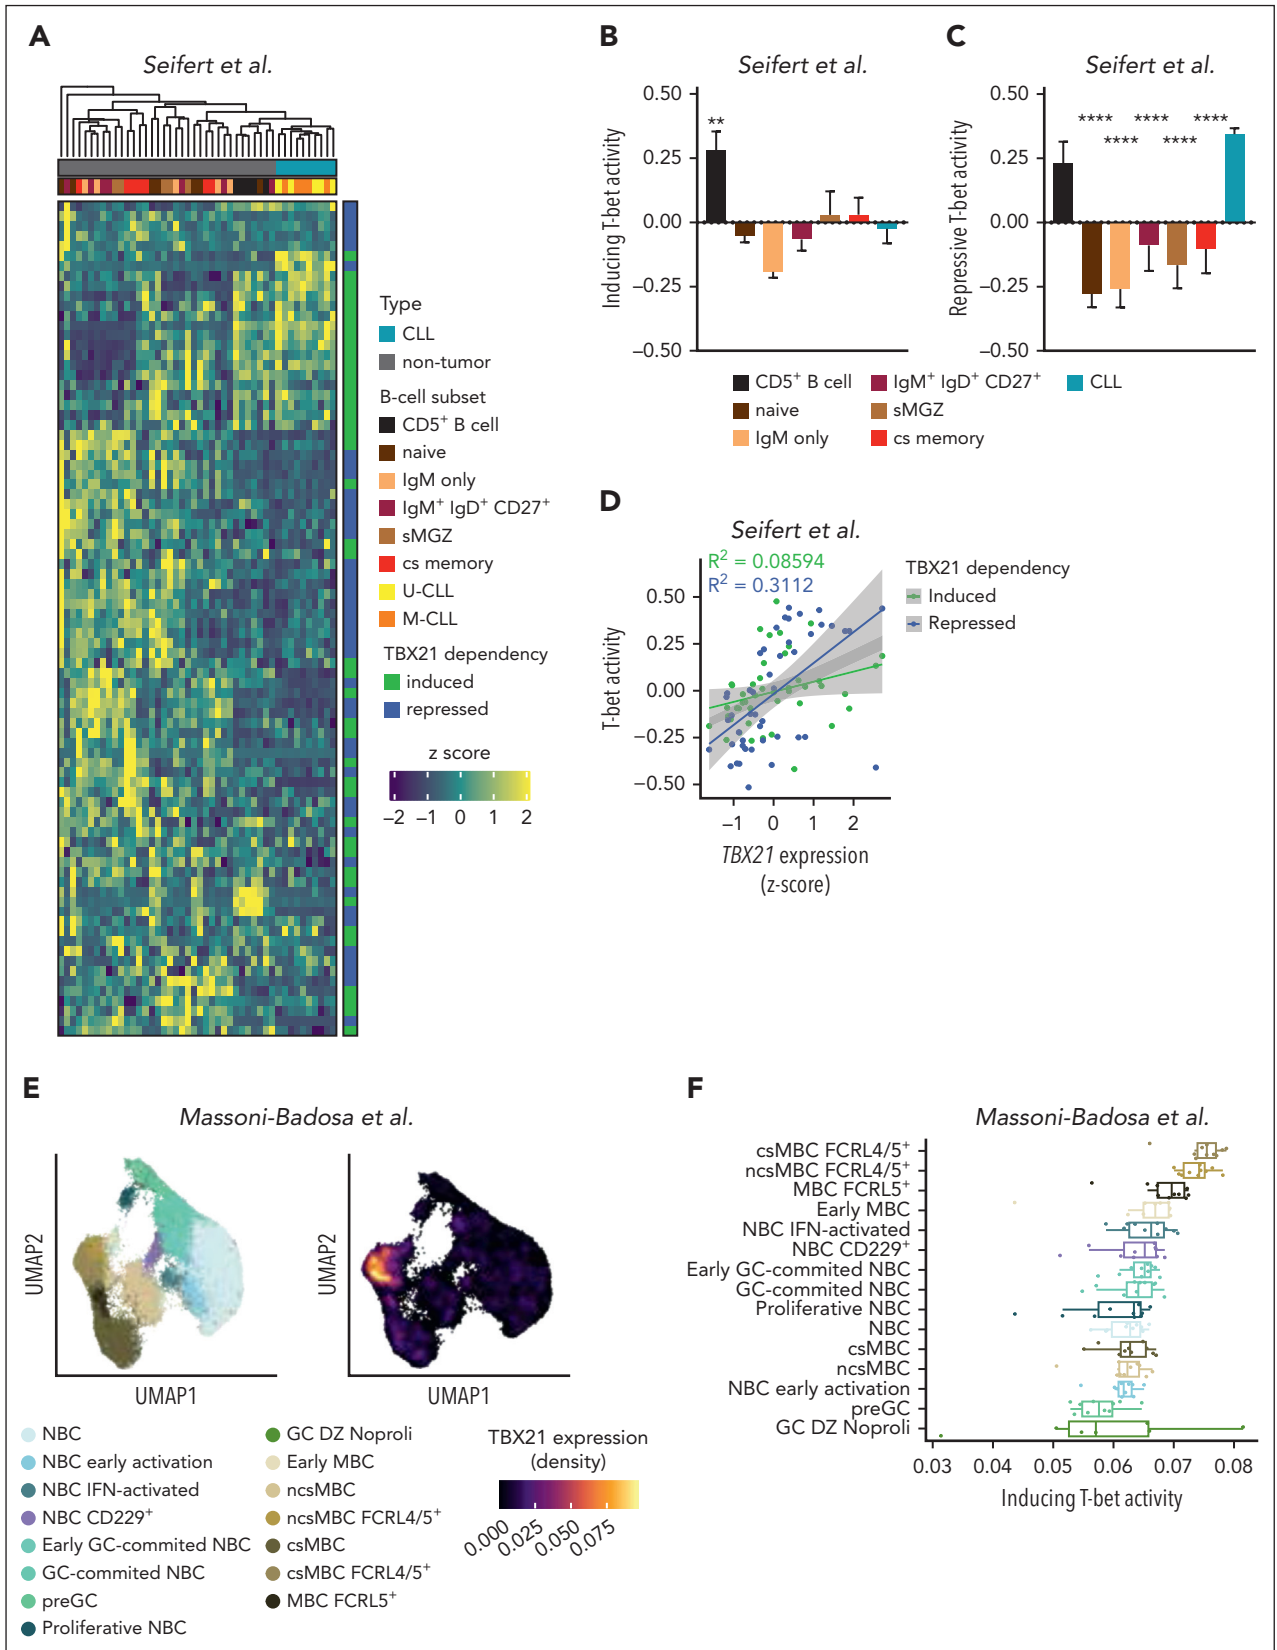 A
Seifert et al.
Type
CLL
non-tumor
B-cell subset
CD5+ B cell
naive
IgM only
IgM+ IgD+ CD27+
sMGZ
cs memory
U-CLL
M-CLL
TBX21 dependency
induced
repressed
z score
−2 −1 0 1 2
B
Seifert et al.
Inducing T-bet activity
0.50
0.25
0.00
−0.25
−0.50
**
C
Seifert et al.
Repressive T-bet activity
0.50
0.25
0.00
−0.25
−0.50
**** **** ****
**** ****
CD5+ B cell
naive
IgM only
IgM+ IgD+ CD27+
sMGZ
cs memory
CLL
D
Seifert et al.
R2 = 0.08594
R2 = 0.3112
T-bet activity
0.50
0.25
0.00
−0.25
−0.50
−1 0 1 2
TBX21 expression
(z-score)
TBX21 dependency
Induced
Repressed
E
Massoni-Badosa et al.
UMAP2
UMAP1
UMAP2
UMAP1
NBC
NBC early activation
NBC IFN-activated
NBC CD229+
Early GC-commited NBC
GC-commited NBC
preGC
Proliferative NBC
GC DZ Noproli
Early MBC
ncsMBC
ncsMBC FCRL4/5+
csMBC
csMBC FCRL4/5+
MBC FCRL5+
TBX21 expression
(density)
0.000 0.025 0.050 0.075
F
Massoni-Badosa et al.
csMBC FCRL4/5+
ncsMBC FCRL4/5+
MBC FCRL5+
Early MBC
NBC IFN-activated
NBC CD229+
Early GC-commited NBC
GC-commited NBC
Proliferative NBC
NBC
csMBC
ncsMBC
NBC early activation
preGC
GC DZ Noproli
0.03 0.04 0.05 0.06 0.07 0.08
Inducing T-bet activity